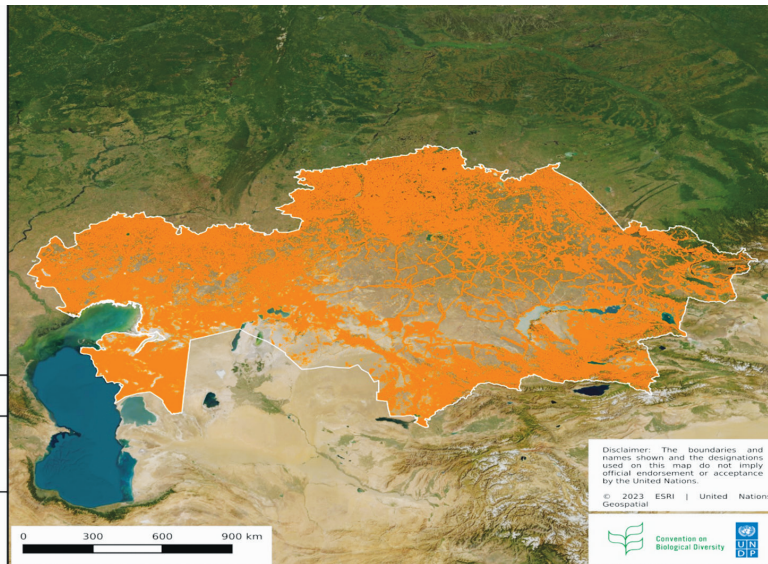 Disclaimer: The boundaries and
names shown and the designations
used on this map do not imply
official endorsement or acceptance
by the United Nations.
© 2023 ESRI | United Nations
Geospatial
0 300 600 900 km
Convention on
Biological Diversity
U N
D P